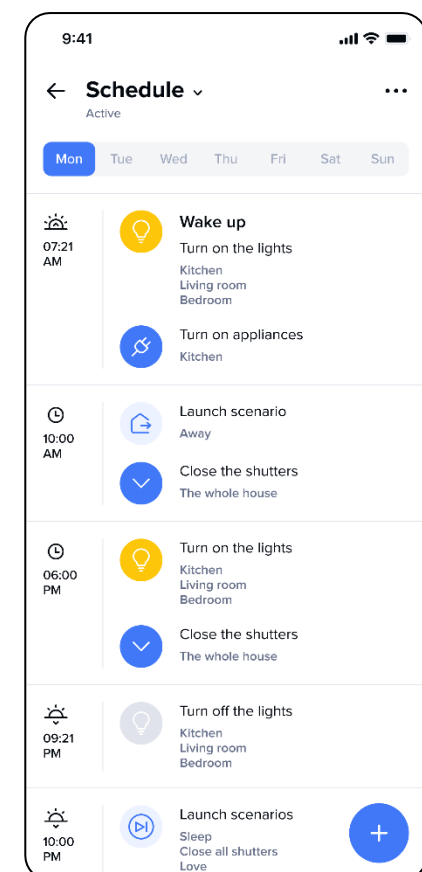 9:41
Schedule
Active
Mon Tue Wed Thu Fri Sat Sun
07:21
AM
Wake up
Turn on the lights
Kitchen
Living room
Bedroom
Turn on appliances
Kitchen
10:00
AM
Launch scenario
Away
Close the shutters
The whole house
06:00
PM
Turn on the lights
Kitchen
Living room
Bedroom
Close the shutters
The whole house
09:21
PM
Turn off the lights
Kitchen
Living room
Bedroom
10:00
PM
Launch scenarios
Sleep
Close all shutters
Love